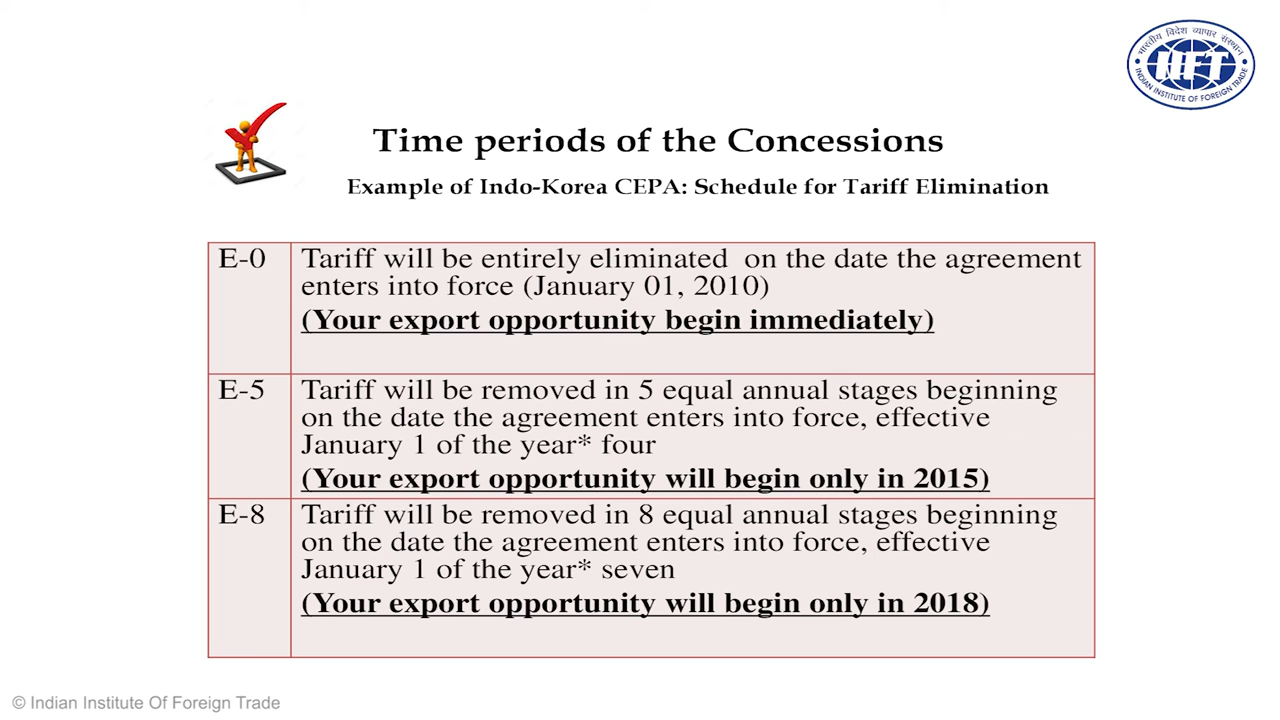 भारतीय विदेश व्यापार संस्थान
IIFT
INDIAN INSTITUTE OF FOREIGN TRADE
Time periods of the Concessions
Example of Indo-Korea CEPA: Schedule for Tariff Elimination
E-0
Tariff will be entirely eliminated on the date the agreement
enters into force (January 01, 2010)
(Your export opportunity begin immediately)
E-5
Tariff will be removed in 5 equal annual stages beginning
on the date the agreement enters into force, effective
January 1 of the year* four
(Your export opportunity will begin only in 2015)
E-8
Tariff will be removed in 8 equal annual stages beginning
on the date the agreement enters into force, effective
January 1 of the year* seven
(Your export opportunity will begin only in 2018)
© Indian Institute Of Foreign Trade